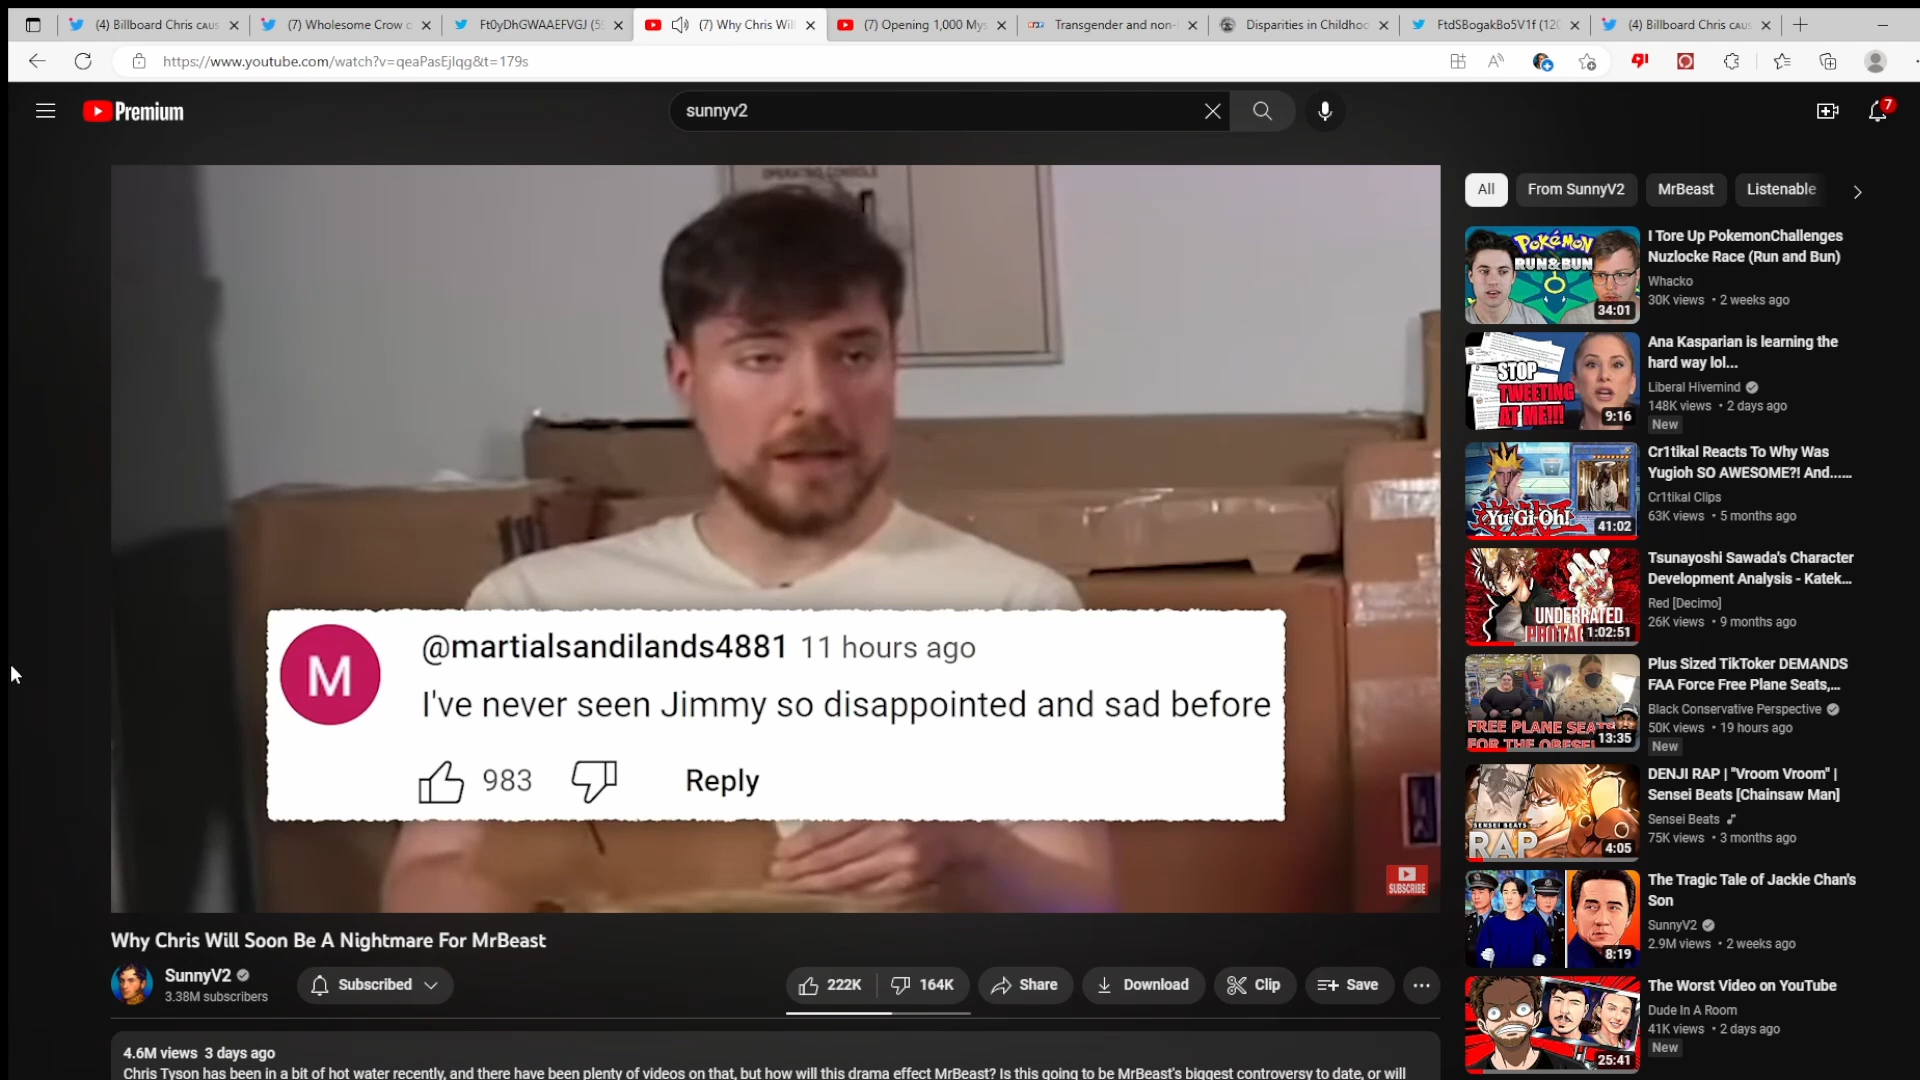 (4) Billboard Chris CAUS
(7) Wholesome Crow o
Ft0yDhGWAAEFVGJ (5
(7) Why Chris Wil
(7) Opening 1,000 Mys
Transgender and non-
Disparities in Childhoo
FtdSBogakBo5V1f (120
(4) Billboard Chris CAUS
https://www.youtube.com/watch?v=qeaPasEjlqg&t=179s
Premium
sunnyv2
7
All
From SunnyV2
MrBeast
Listenable
OPERATING CONSOLE
@martialsandilands4881 11 hours ago
I've never seen Jimmy so disappointed and sad before
983
Reply
M
SUBSCRIBE
Why Chris Will Soon Be A Nightmare For MrBeast
SunnyV2
3.38M subscribers
Subscribed
222K
164K
Share
Download
Clip
Save
4.6M views 3 days ago
Chris Tyson has been in a bit of hot water recently, and there have been plenty of videos on that, but how will this drama effect MrBeast? Is this going to be MrBeast's biggest controversy to date, or will
POKÉMON
RUN&BUN
34:01
I Tore Up PokemonChallenges
Nuzlocke Race (Run and Bun)
Whacko
30K views • 2 weeks ago
STOP
TWEETING
AT ME!!!
9:16
Ana Kasparian is learning the
hard way lol...
Liberal Hivemind
148K views • 2 days ago
New
Yu-Gi-Oh!
41:02
Cr1tikal Reacts To Why Was
Yugioh SO AWESOME?! And......
Cr1tikal Clips
63K views • 5 months ago
UNDERRATED
1:02:51
Tsunayoshi Sawada's Character
Development Analysis - Katek...
Red [Decimo]
26K views • 9 months ago
FREE PLANE SEATS
FOR THE OBESE!
13:35
Plus Sized TikToker DEMANDS
FAA Force Free Plane Seats,...
Black Conservative Perspective
50K views • 19 hours ago
New
SENSEI BEATS
RAP
4:05
DENJI RAP | "Vroom Vroom" |
Sensei Beats [Chainsaw Man]
Sensei Beats
75K views • 3 months ago
8:19
The Tragic Tale of Jackie Chan's
Son
SunnyV2
2.9M views • 2 weeks ago
25:41
The Worst Video on YouTube
Dude In A Room
41K views • 2 days ago
New